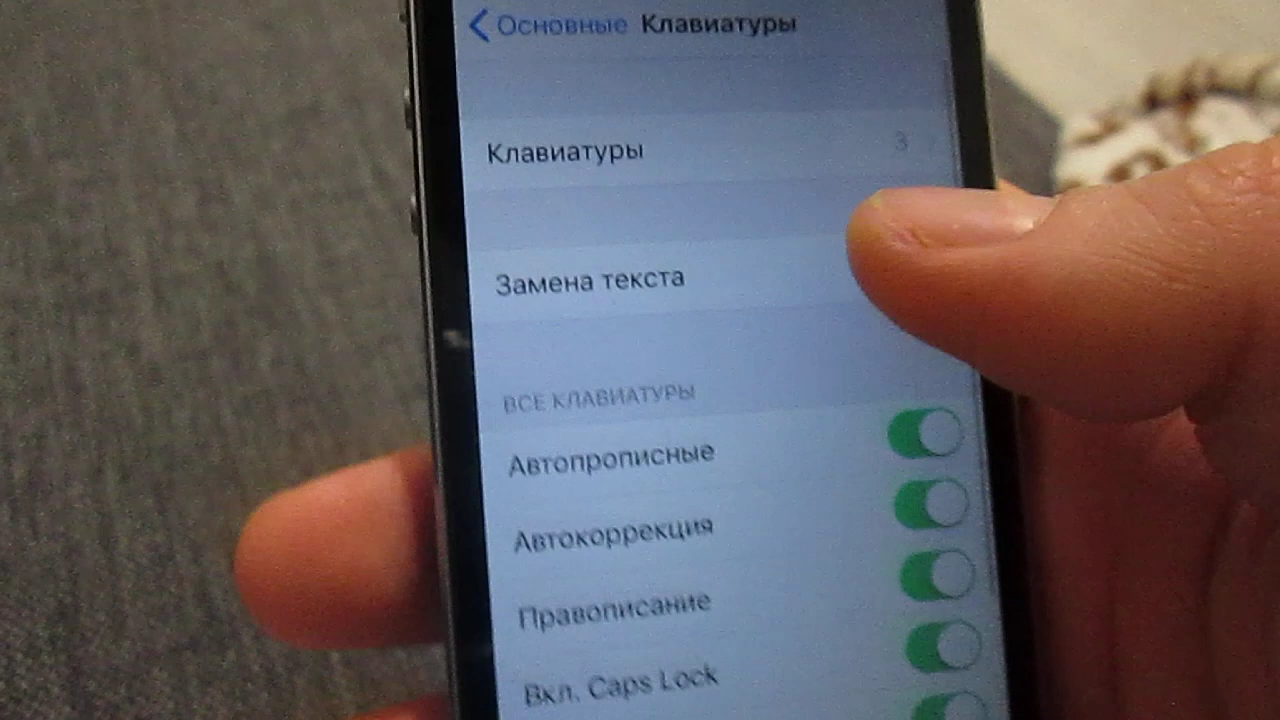 Основные Клавиатуры
Клавиатуры 3
Замена текста
ВСЕ КЛАВИАТУРЫ
Автопрописные
Автокоррекция
Правописание
Вкл. Caps Lock